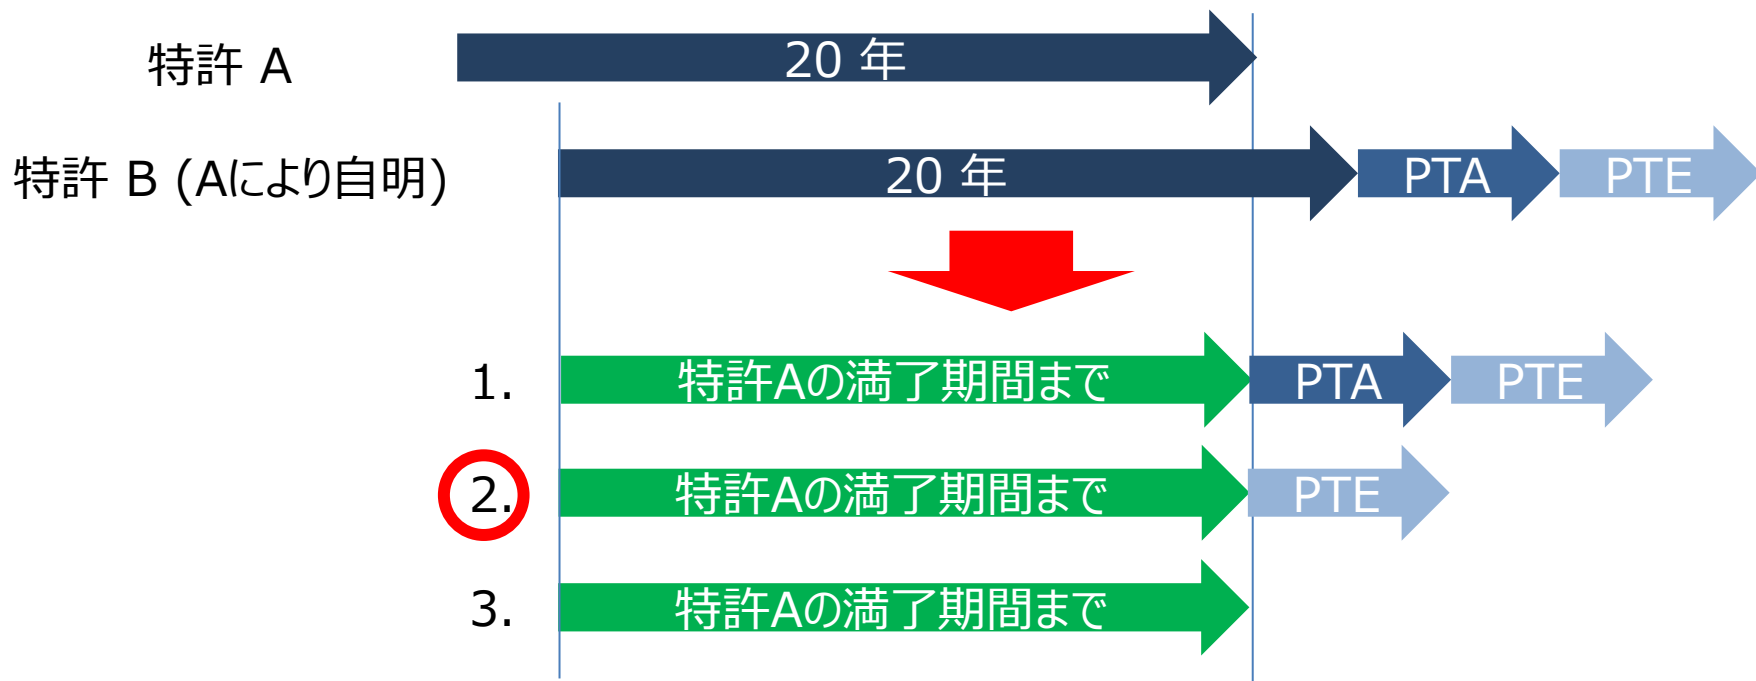 特許 A
20 年
特許 B (Aにより自明)
20 年
PTA
PTE
1.
特許Aの満了期間まで
PTA
PTE
2.
特許Aの満了期間まで
PTE
3.
特許Aの満了期間まで